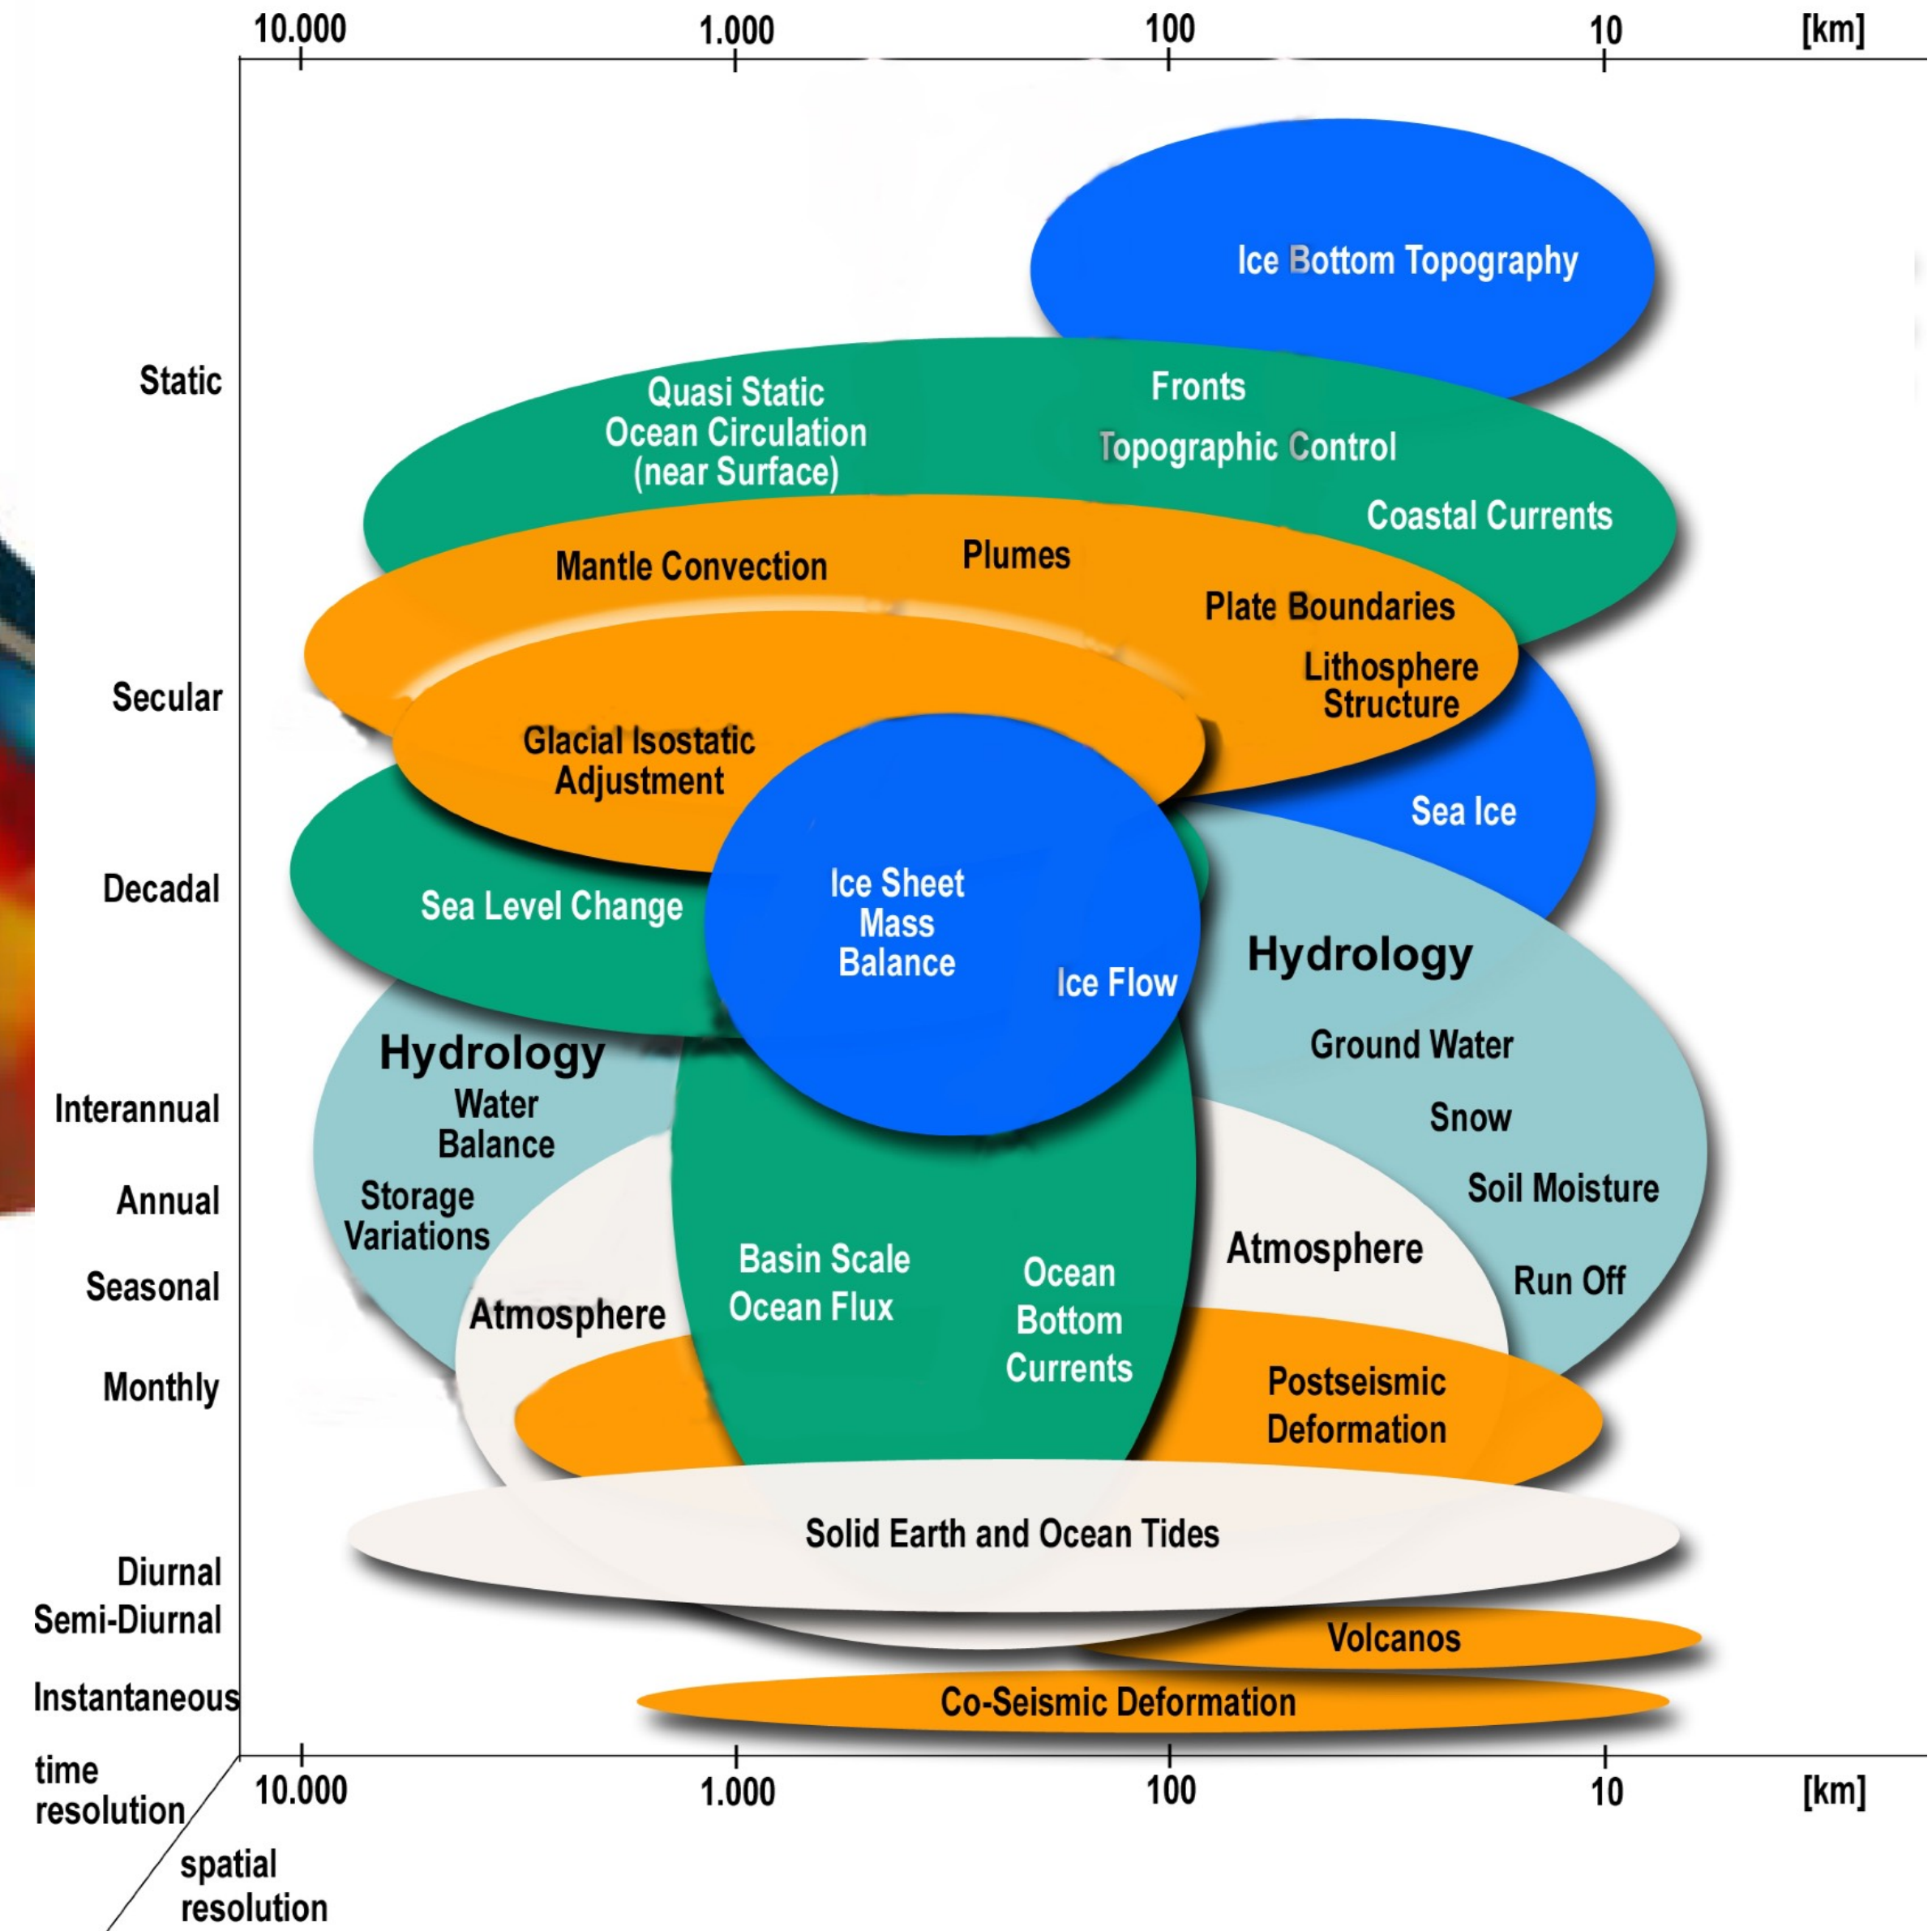 10.000 1.000 100 10 [km]
Ice Bottom Topography
Static
Quasi Static
Ocean Circulation
(near Surface)
Fronts
Topographic Control
Coastal Currents
Mantle Convection
Plumes
Plate Boundaries
Lithosphere
Structure
Secular
Glacial Isostatic
Adjustment
Sea Ice
Decadal
Sea Level Change
Ice Sheet
Mass
Balance
Ice Flow
Hydrology
Ground Water
Snow
Soil Moisture
Run Off
Hydrology
Water
Balance
Storage
Variations
Interannual
Annual
Seasonal
Monthly
Atmosphere
Basin Scale
Ocean Flux
Ocean
Bottom
Currents
Atmosphere
Postseismic
Deformation
Solid Earth and Ocean Tides
Diurnal
Semi-Diurnal
Volcanos
Instantaneous
Co-Seismic Deformation
time
resolution
10.000 1.000 100 10 [km]
spatial
resolution